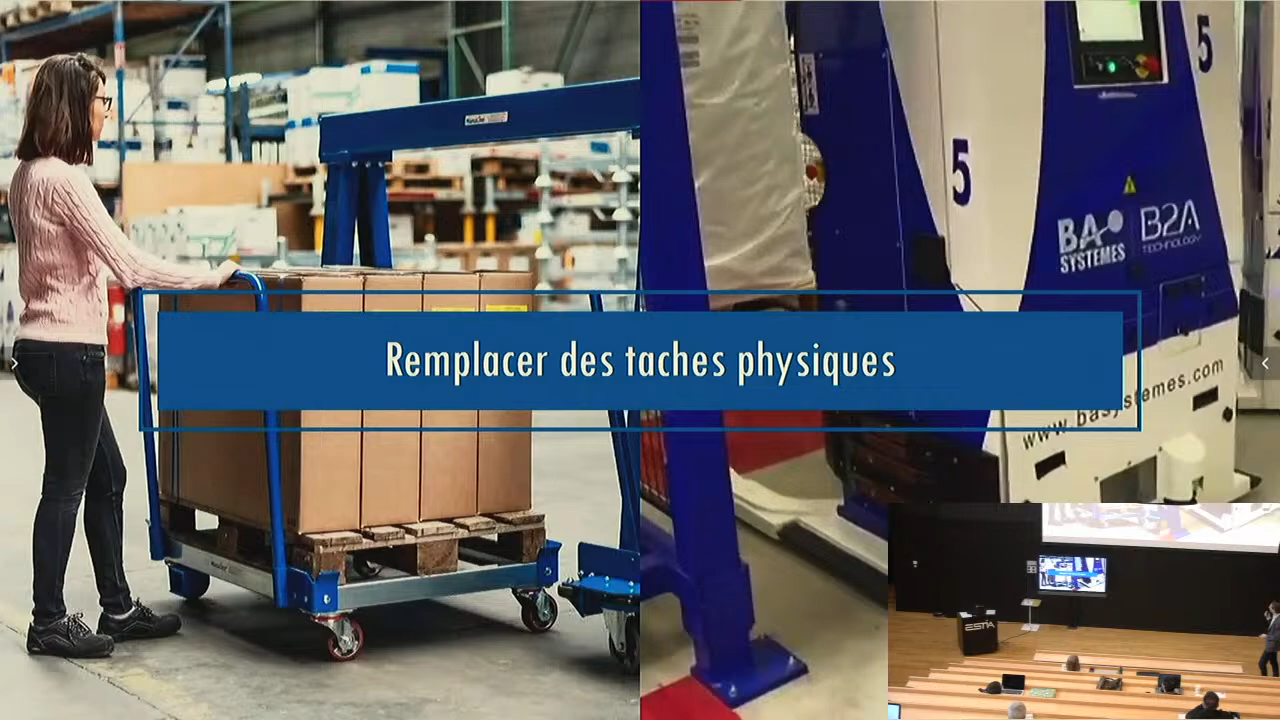 5
5
BA
SYSTEMES
B2A
TECHNOLOGY
Remplacer des taches physiques
www.basystemes.com
ESTIA